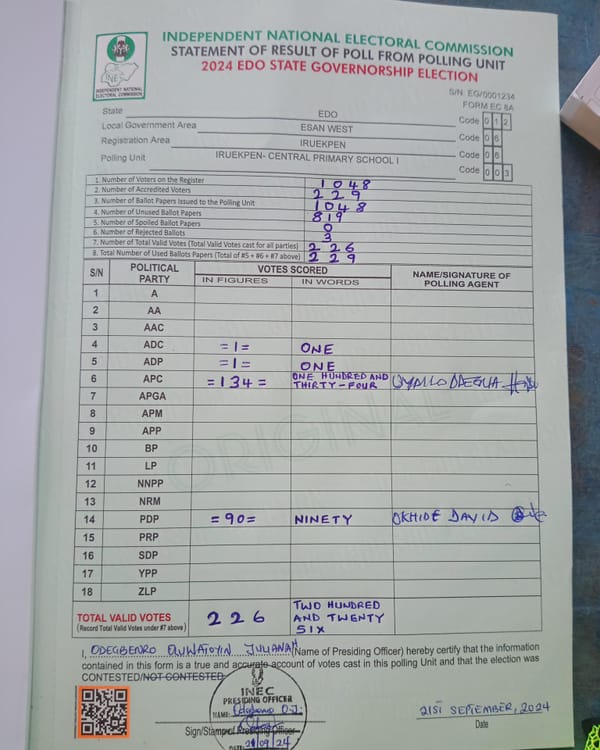 INDEPENDENT NATIONAL ELECTORAL COMMISSION
STATEMENT OF RESULT OF POLL FROM POLLING UNIT
2024 EDO STATE GOVERNORSHIP ELECTION
INEC
INDEPENDENT NATIONAL
ELECTORAL COMMISSION
S/N: EG/0001234
FORM EC 8A
State EDO Code 0 1 2
Local Government Area ESAN WEST Code 0 6
Registration Area IRUEKPEN Code 0 6
Polling Unit IRUEKPEN- CENTRAL PRIMARY SCHOOL I Code 0 0 3
1. Number of Voters on the Register 1048
2. Number of Accredited Voters 229
3. Number of Ballot Papers Issued to the Polling Unit 1048
4. Number of Unused Ballot Papers 819
5. Number of Spoiled Ballot Papers 0
6. Number of Rejected Ballots 3
7. Number of Total Valid Votes (Total Valid Votes cast for all parties) 226
8. Total Number of Used Ballots Papers (Total of #5 + #6 + #7 above) 229
S/N POLITICAL PARTY VOTES SCORED NAME/SIGNATURE OF POLLING AGENT
IN FIGURES IN WORDS
1 A
2 AA
3 AAC
4 ADC =1= ONE
5 ADP =1= ONE
6 APC =134= ONE HUNDRED AND THIRTY-FOUR
7 APGA
8 APM
9 APP
10 BP
11 LP
12 NNPP
13 NRM
14 PDP =90= NINETY OKHIDE DAVID
15 PRP
16 SDP
17 YPP
18 ZLP
ORIGINAL
TOTAL VALID VOTES 226 TWO HUNDRED AND TWENTY SIX
(Record Total Valid Votes under #7 above)
I, ODEGBENRO OLUWATOYIN JULIANAH (Name of Presiding Officer) hereby certify that the information
contained in this form is a true and accurate account of votes cast in this polling Unit and that the election was
CONTESTED/NOT CONTESTED.
INEC
PRESIDING OFFICER
NAME: Odegbenro O.J.
Sign/Stamp of Presiding Officer
DATE 21/09/24
21ST SEPTEMBER, 2024
Date